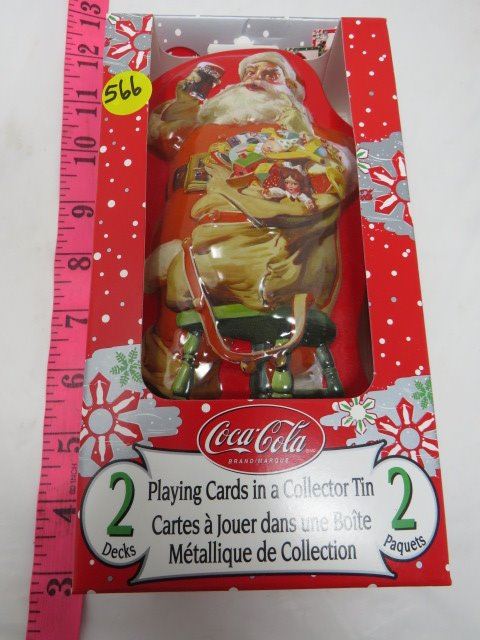 13
12
566
11
10
9
8
7
6
5
4
3
Coca-Cola
BRAND/MARQUE
2 Decks
Playing Cards in a Collector Tin
Cartes à Jouer dans une Boîte
Métallique de Collection
2 Paquets